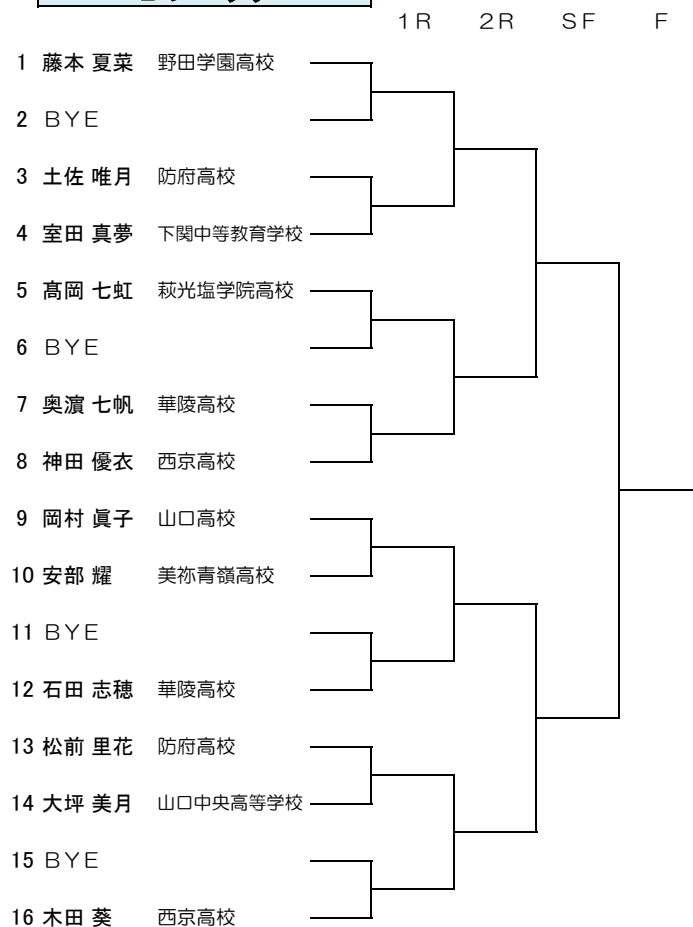 1R 2R SF F
1 藤本 夏菜 野田学園高校
2 BYE
3 土佐 唯月 防府高校
4 室田 真夢 下関中等教育学校
5 髙岡 七虹 萩光塩学院高校
6 BYE
7 奥濵 七帆 華陵高校
8 神田 優衣 西京高校
9 岡村 眞子 山口高校
10 安部 耀 美祢青嶺高校
11 BYE
12 石田 志穂 華陵高校
13 松前 里花 防府高校
14 大坪 美月 山口中央高等学校
15 BYE
16 木田 葵 西京高校